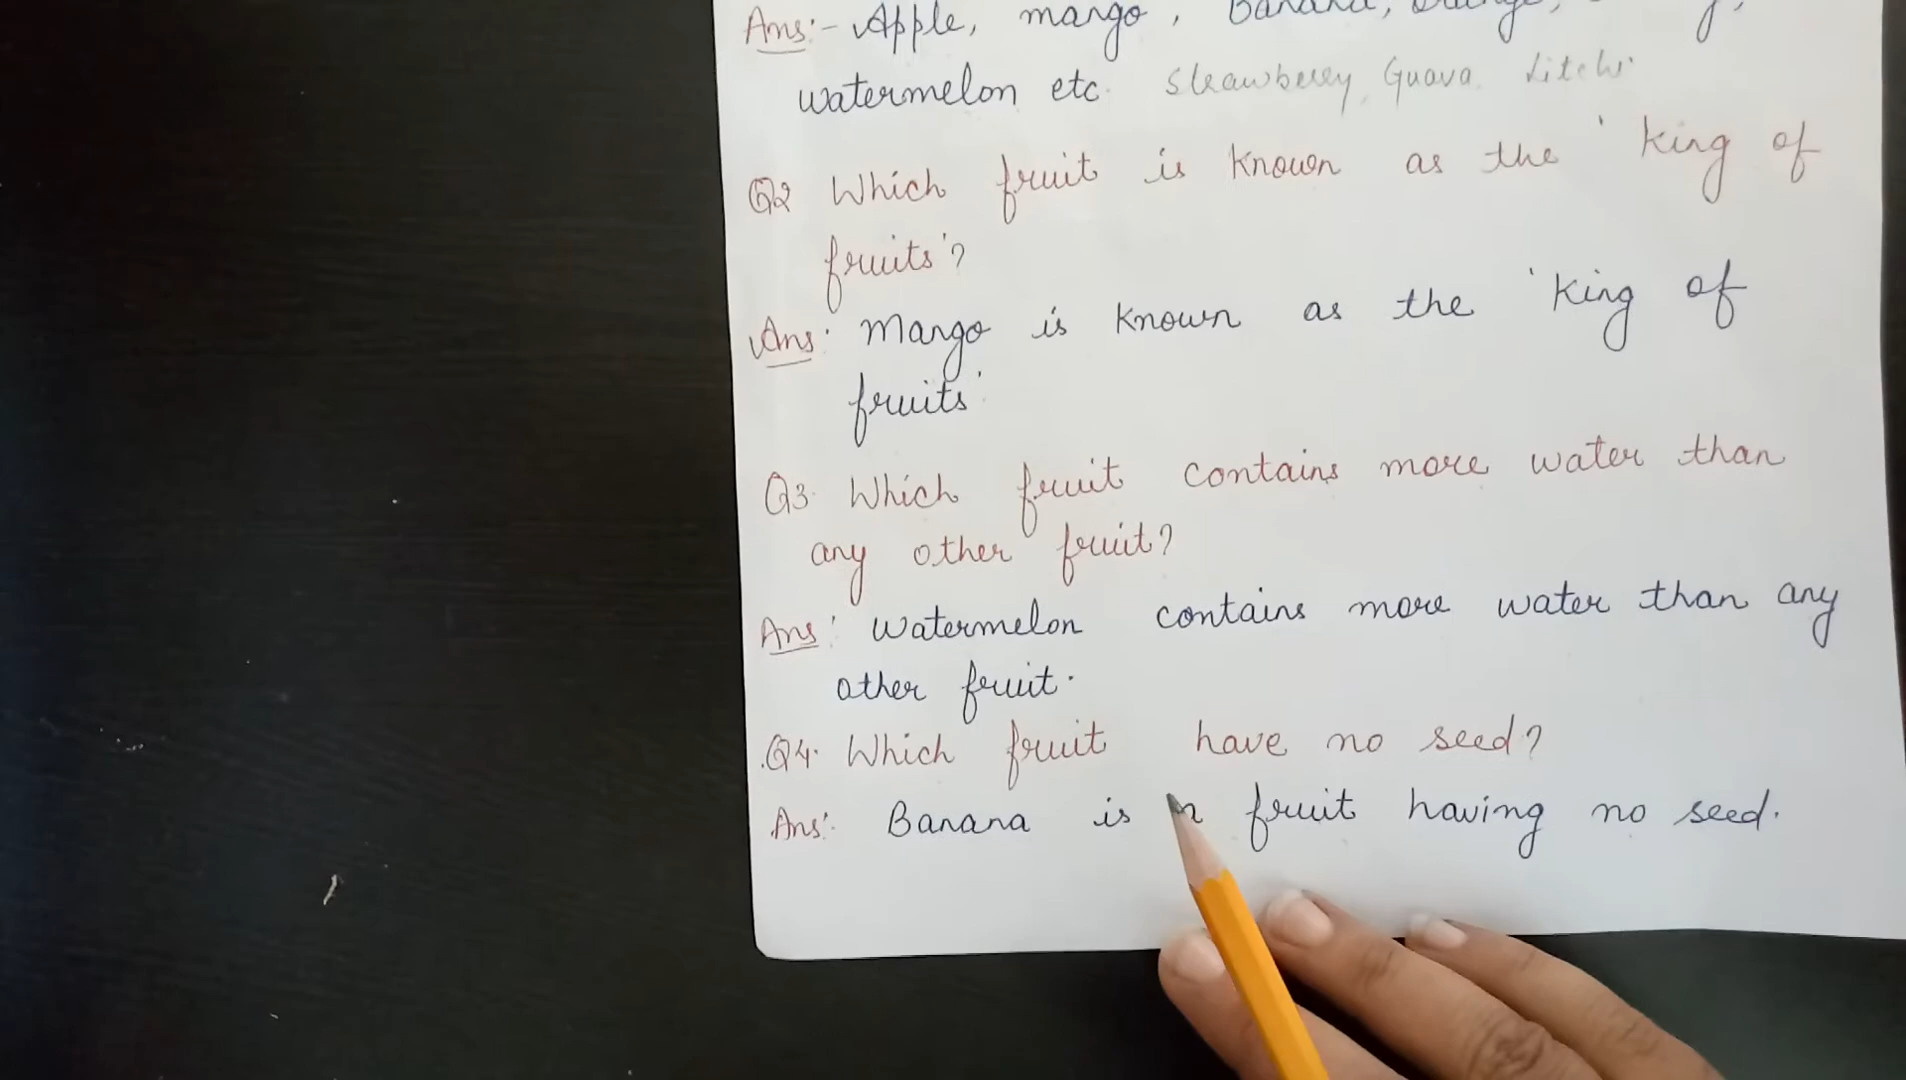 Ans:- Apple, mango, Banana,
watermelon etc. Strawberry, Guava, Litchi.
Q2 Which fruit is known as the 'king of
fruits'?
Ans: Mango is known as the 'king of
fruits'
Q3. Which fruit contains more water than
any other fruit?
Ans: Watermelon contains more water than any
other fruit.
Q4. Which fruit have no seed?
Ans:- Banana is fruit having no seed.